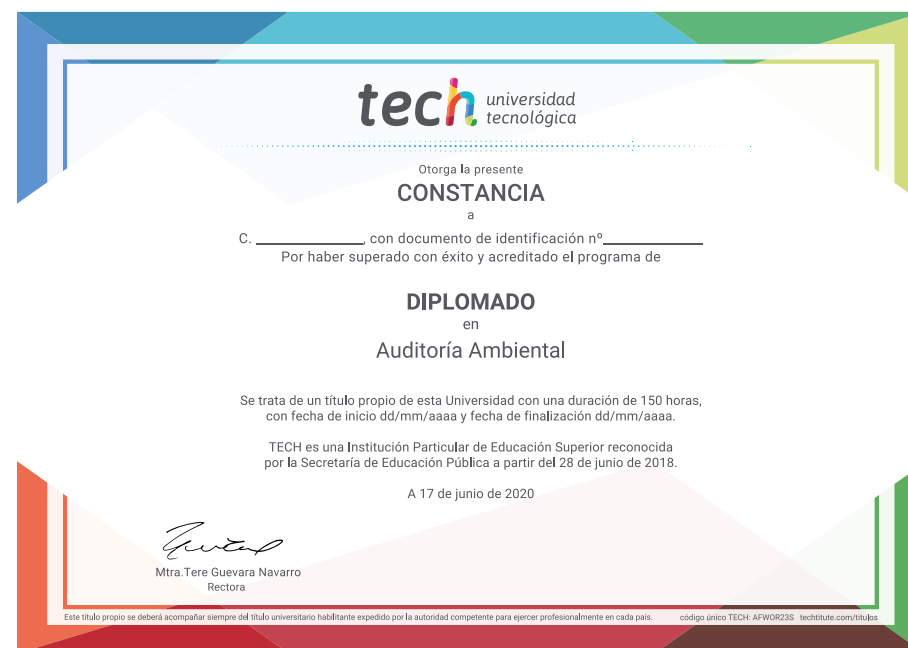 tech universidad
tecnológica
Otorga la presente
CONSTANCIA
a
C. ____________, con documento de identificación nº____________
Por haber superado con éxito y acreditado el programa de
DIPLOMADO
en
Auditoría Ambiental
Se trata de un título propio de esta Universidad con una duración de 150 horas,
con fecha de inicio dd/mm/aaaa y fecha de finalización dd/mm/aaaa.
TECH es una Institución Particular de Educación Superior reconocida
por la Secretaría de Educación Pública a partir del 28 de junio de 2018.
A 17 de junio de 2020
Mtra.Tere Guevara Navarro
Rectora
Este título propio se deberá acompañar siempre del título universitario habilitante expedido por la autoridad competente para ejercer profesionalmente en cada país. código único TECH: AFWOR23S techtitute.com/titulos